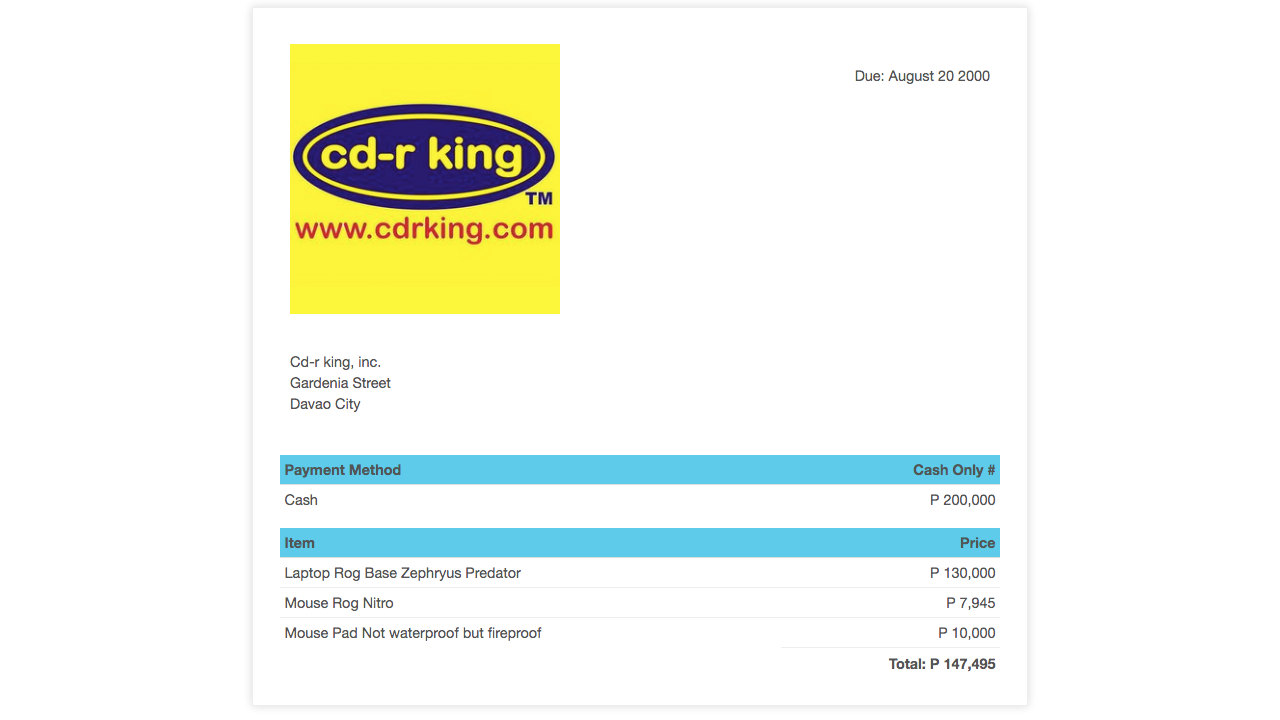 cd-r king
TM
www.cdrking.com
Due: August 20 2000
Cd-r king, inc.
Gardenia Street
Davao City
Payment Method Cash Only #
Cash P 200,000
Item Price
Laptop Rog Base Zephryus Predator P 130,000
Mouse Rog Nitro P 7,945
Mouse Pad Not waterproof but fireproof P 10,000
Total: P 147,495